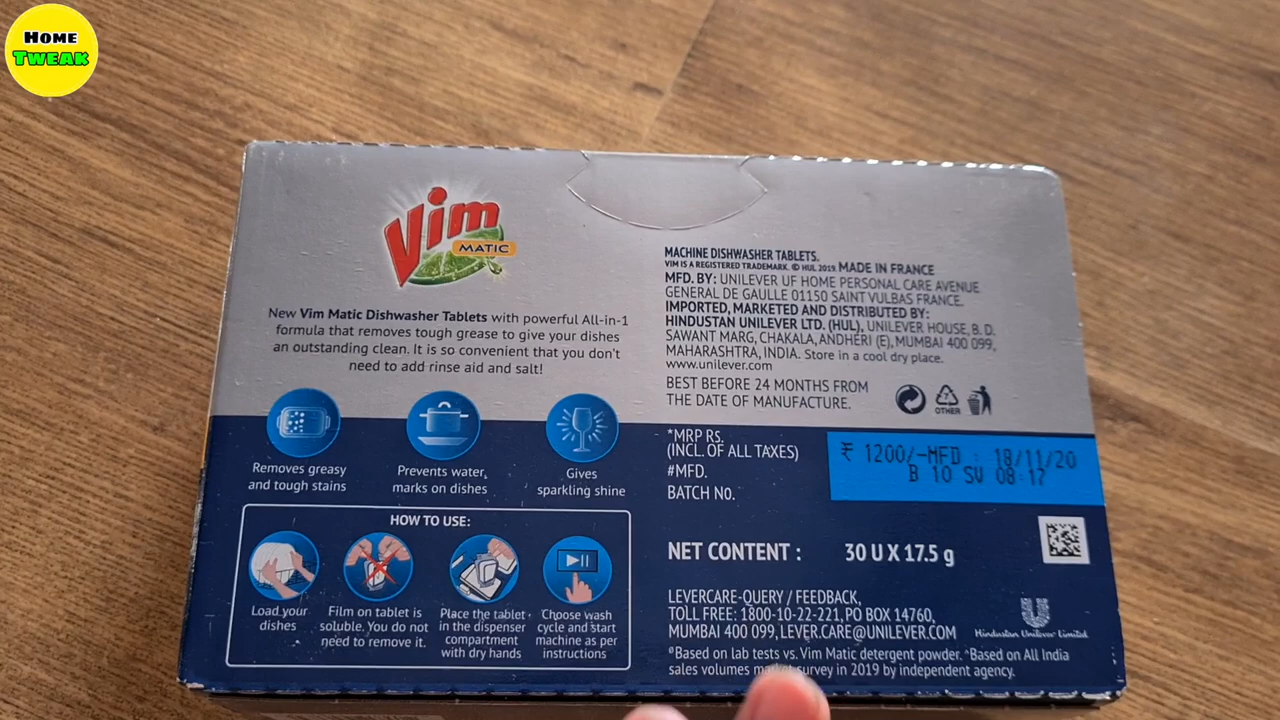 HOME
TWEAK
Vim
MATIC
New Vim Matic Dishwasher Tablets with powerful All-in-1
formula that removes tough grease to give your dishes
an outstanding clean. It is so convenient that you don't
need to add rinse aid and salt!
Removes greasy
and tough stains
Prevents water
marks on dishes
Gives
sparkling shine
HOW TO USE:
Load your
dishes
Film on tablet is
soluble. You do not
need to remove it.
Place the tablet
in the dispenser
compartment
with dry hands
Choose wash
cycle and start
machine as per
instructions
MACHINE DISHWASHER TABLETS.
VIM IS A REGISTERED TRADEMARK. © HUL 2019. MADE IN FRANCE
MFD. BY: UNILEVER UF HOME PERSONAL CARE AVENUE
GENERAL DE GAULLE 01150 SAINT VULBAS FRANCE.
IMPORTED, MARKETED AND DISTRIBUTED BY:
HINDUSTAN UNILEVER LTD. (HUL), UNILEVER HOUSE, B. D.
SAWANT MARG, CHAKALA, ANDHERI (E), MUMBAI 400 099,
MAHARASHTRA, INDIA. Store in a cool dry place.
www.unilever.com
BEST BEFORE 24 MONTHS FROM
THE DATE OF MANUFACTURE.
7
OTHER
*MRP RS.
(INCL. OF ALL TAXES)
#MFD.
BATCH NO.
₹ 1200/-MFD : 18/11/20
B 10 SV 08:17
NET CONTENT : 30 U X 17.5 g
LEVERCARE-QUERY / FEEDBACK,
TOLL FREE: 1800-10-22-221, PO BOX 14760,
MUMBAI 400 099, LEVER.CARE@UNILEVER.COM
Hindustan Unilever Limited
Based on lab tests vs. Vim Matic detergent powder. ^Based on All India
sales volumes market survey in 2019 by independent agency.